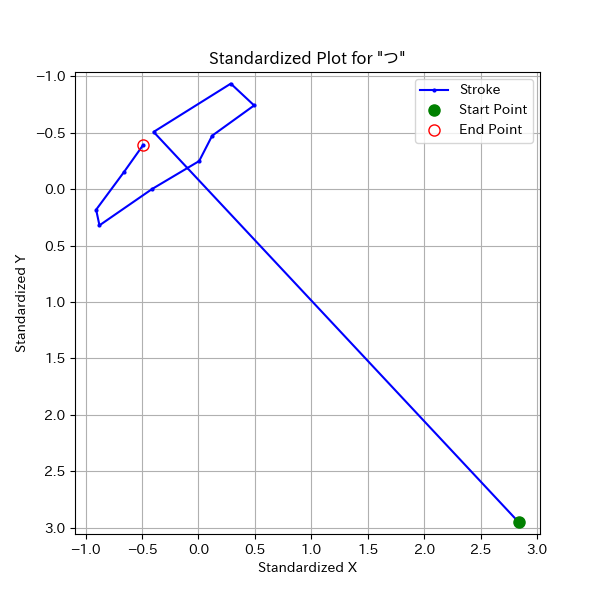 Standardized Plot for "つ"
Stroke
Start Point
End Point
−1.0
−0.5
0.0
0.5
1.0
1.5
2.0
2.5
3.0
Standardized Y
−1.0 −0.5 0.0 0.5 1.0 1.5 2.0 2.5 3.0
Standardized X